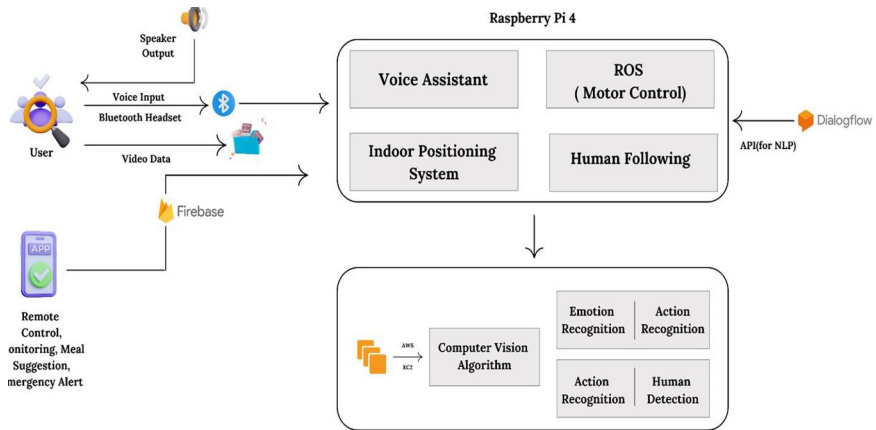 Raspberry Pi 4
Speaker
Output
Voice Assistant
ROS
( Motor Control)
Voice Input
Bluetooth Headset
User
Video Data
Indoor Positioning
System
Human Following
Dialogflow
API(for NLP)
Firebase
APP
Remote
Control,
onitoring, Meal
Suggestion,
mergency Alert
AWS
EC2
Computer Vision
Algorithm
Emotion
Recognition
Action
Recognition
Action
Recognition
Human
Detection